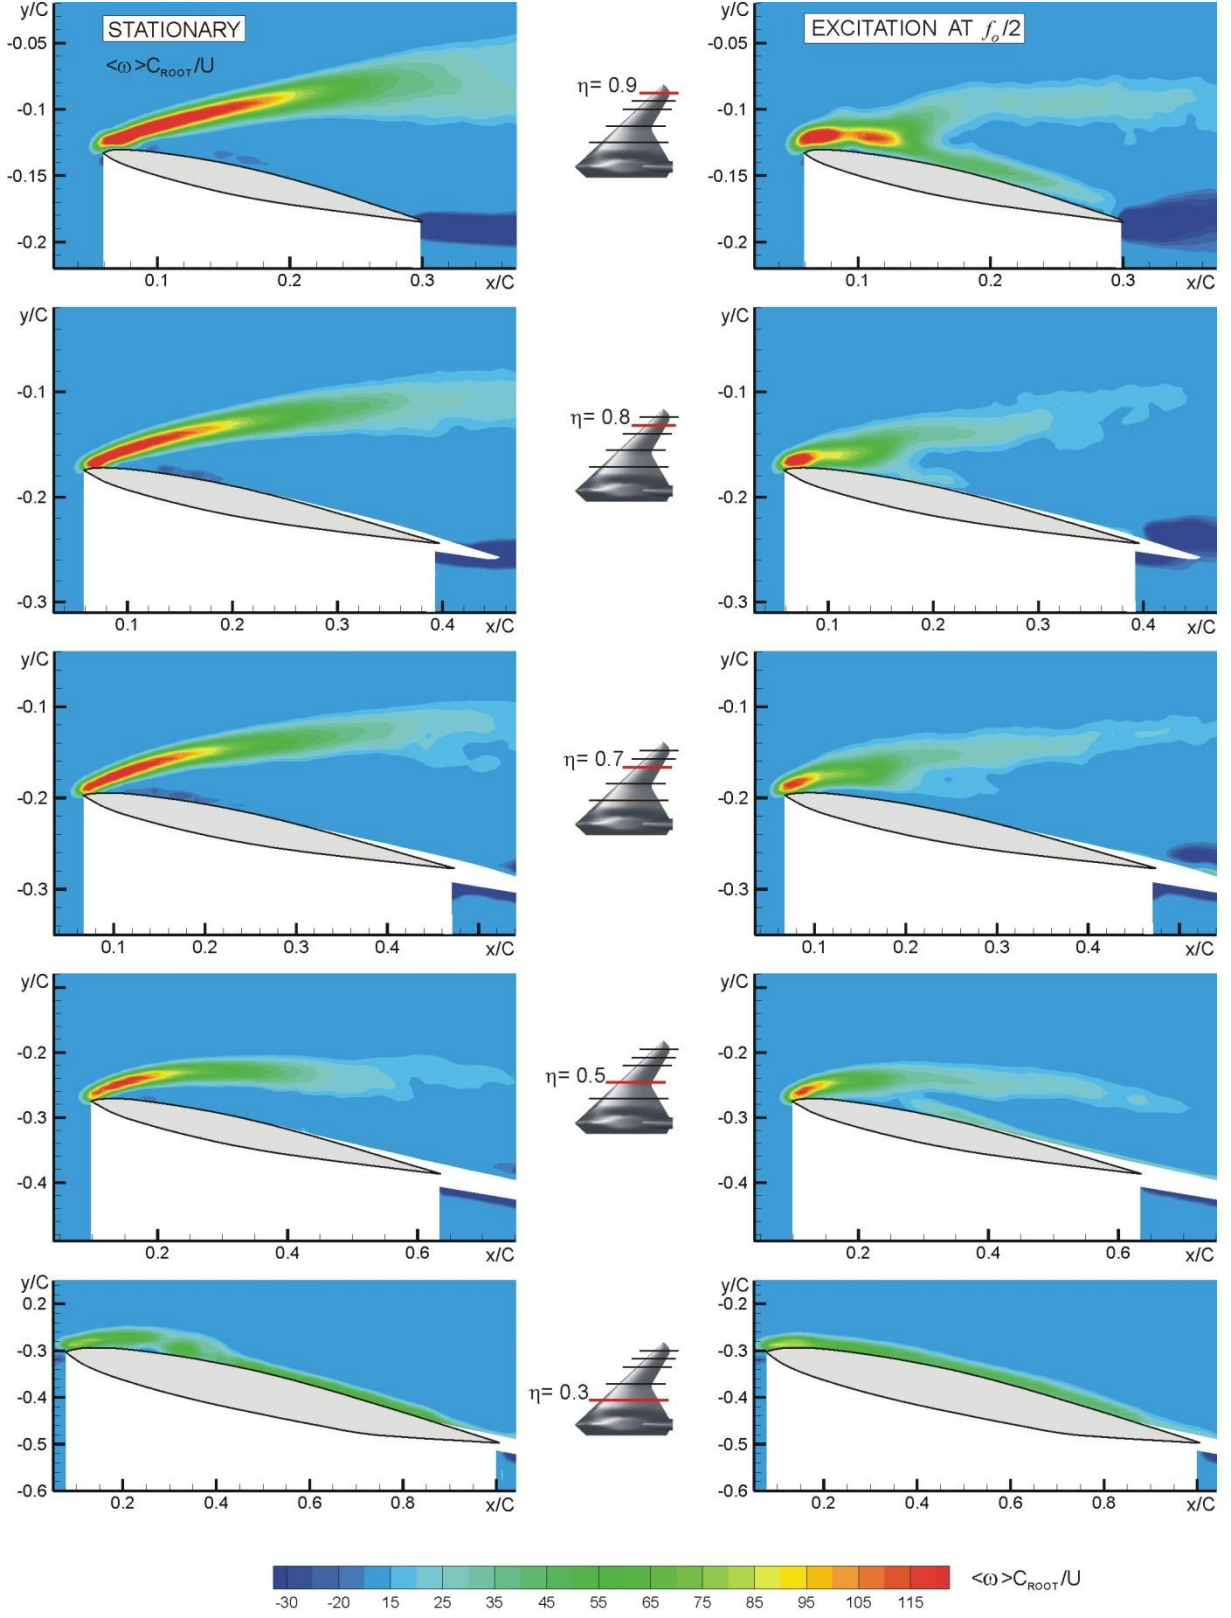 y/C
STATIONARY
<ω>C_ROOT/U
-0.05
-0.1
-0.15
-0.2
0.1
0.2
0.3
x/C
η= 0.9
y/C
EXCITATION AT f_o/2
-0.05
-0.1
-0.15
-0.2
0.1
0.2
0.3
x/C
y/C
-0.1
-0.2
-0.3
0.1
0.2
0.3
0.4
x/C
η= 0.8
y/C
-0.1
-0.2
-0.3
0.1
0.2
0.3
0.4
x/C
y/C
-0.1
-0.2
-0.3
0.1
0.2
0.3
0.4
x/C
η= 0.7
y/C
-0.1
-0.2
-0.3
0.1
0.2
0.3
0.4
x/C
y/C
-0.2
-0.3
-0.4
0.2
0.4
0.6
x/C
η= 0.5
y/C
-0.2
-0.3
-0.4
0.2
0.4
0.6
x/C
y/C
0.2
-0.3
-0.4
-0.5
-0.6
0.2
0.4
0.6
0.8
x/C
η= 0.3
y/C
0.2
-0.3
-0.4
-0.5
-0.6
0.2
0.4
0.6
0.8
x/C
-30 -20 15 25 35 45 55 65 75 85 95 105 115
<ω>C_ROOT/U